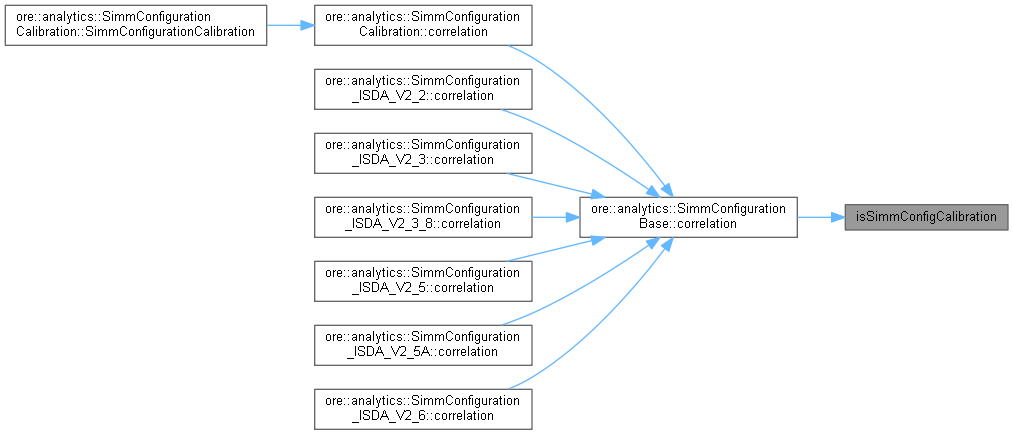 ore::analytics::SimmConfiguration
Calibration::SimmConfigurationCalibration
ore::analytics::SimmConfiguration
Calibration::correlation
ore::analytics::SimmConfiguration
_ISDA_V2_2::correlation
ore::analytics::SimmConfiguration
_ISDA_V2_3::correlation
ore::analytics::SimmConfiguration
_ISDA_V2_3_8::correlation
ore::analytics::SimmConfiguration
_ISDA_V2_5::correlation
ore::analytics::SimmConfiguration
_ISDA_V2_5A::correlation
ore::analytics::SimmConfiguration
_ISDA_V2_6::correlation
ore::analytics::SimmConfiguration
Base::correlation
isSimmConfigCalibration